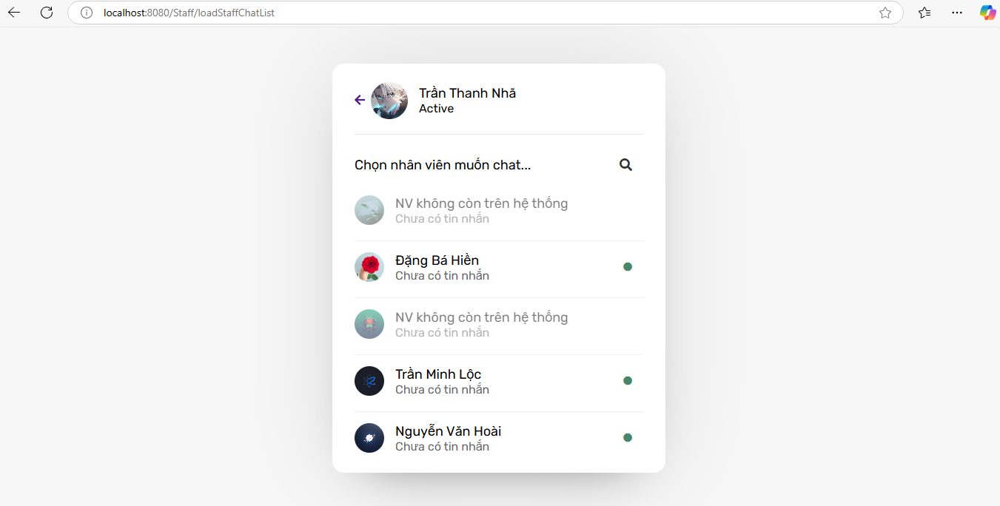 localhost:8080/Staff/loadStaffChatList
Trần Thanh Nhã
Active
Chọn nhân viên muốn chat...
NV không còn trên hệ thống
Chưa có tin nhắn
Đặng Bá Hiền
Chưa có tin nhắn
NV không còn trên hệ thống
Chưa có tin nhắn
Trần Minh Lộc
Chưa có tin nhắn
Nguyễn Văn Hoài
Chưa có tin nhắn